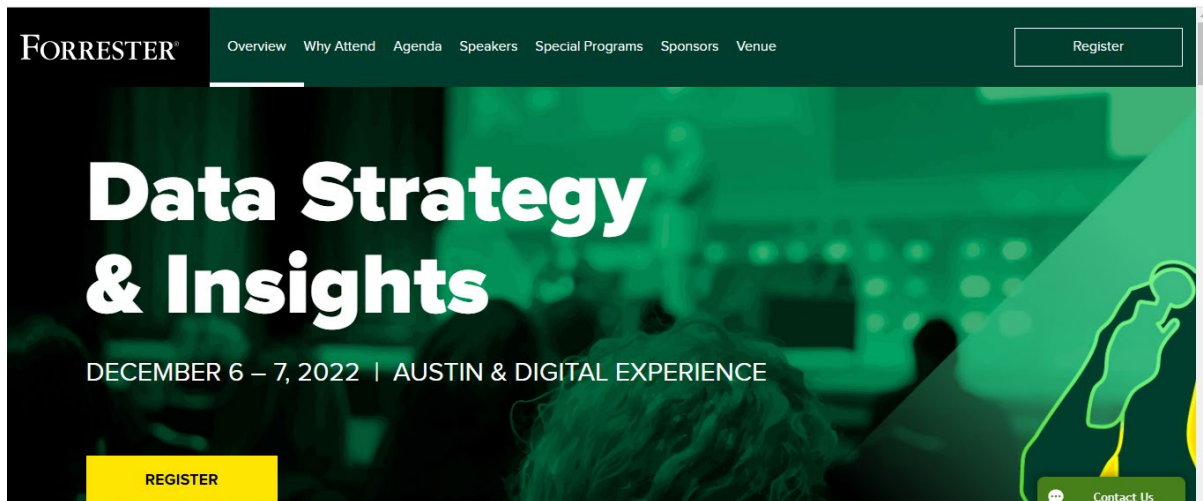 FORRESTER®
Overview Why Attend Agenda Speakers Special Programs Sponsors Venue
Register
Data Strategy
& Insights
DECEMBER 6 – 7, 2022 | AUSTIN & DIGITAL EXPERIENCE
REGISTER
Contact Us